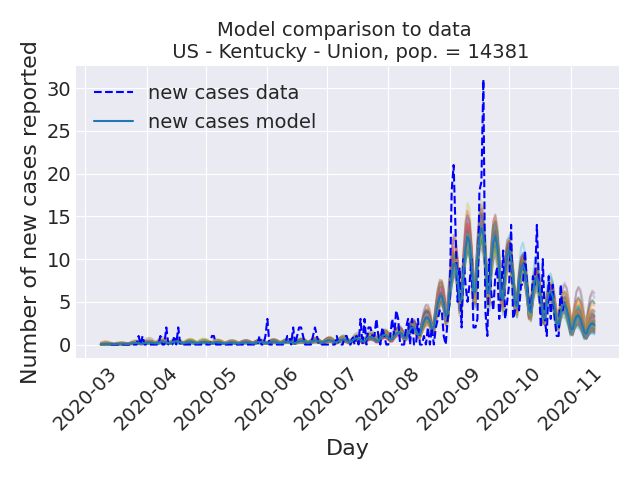 Model comparison to data
US - Kentucky - Union, pop. = 14381
Number of new cases reported
30
25
20
15
10
5
0
new cases data
new cases model
2020-03
2020-04
2020-05
2020-06
2020-07
2020-08
2020-09
2020-10
2020-11
Day